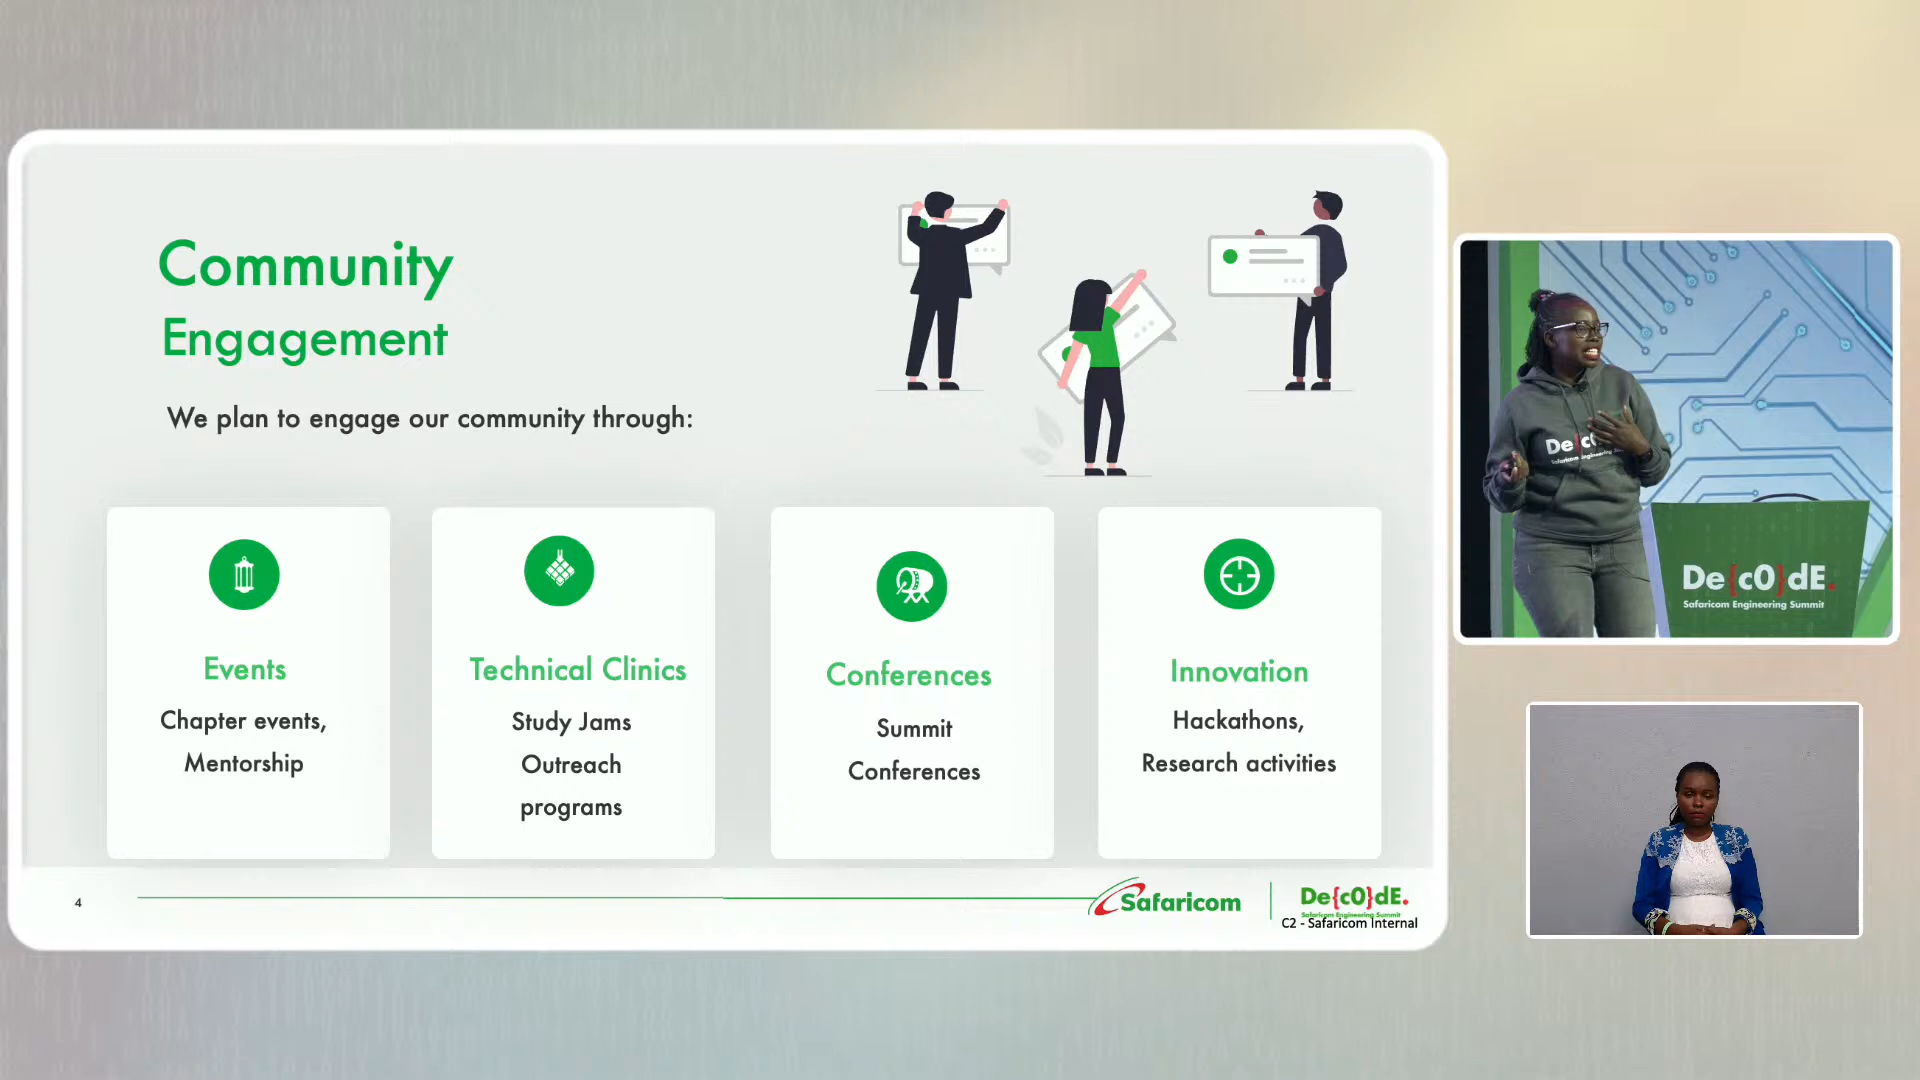 Community
Engagement
We plan to engage our community through:
Events
Chapter events,
Mentorship
Technical Clinics
Study Jams
Outreach
programs
Conferences
Summit
Conferences
Innovation
Hackathons,
Research activities
4
Safaricom
De{c0}dE.
Safaricom Engineering Summit
C2 - Safaricom Internal
De{c0}dE.
Safaricom Engineering Summit